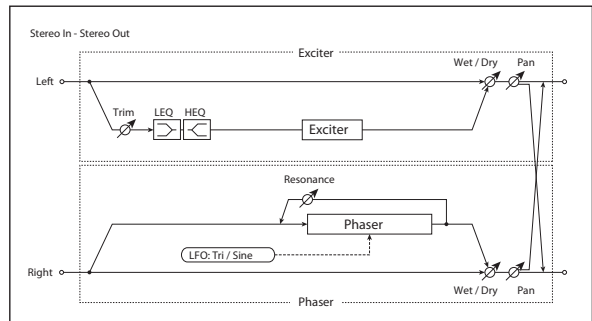 Stereo In - Stereo Out
Exciter
Wet / Dry Pan
Left
Trim LEQ HEQ
Exciter
Resonance
Phaser
LFO: Tri / Sine
Right
Wet / Dry Pan
Phaser